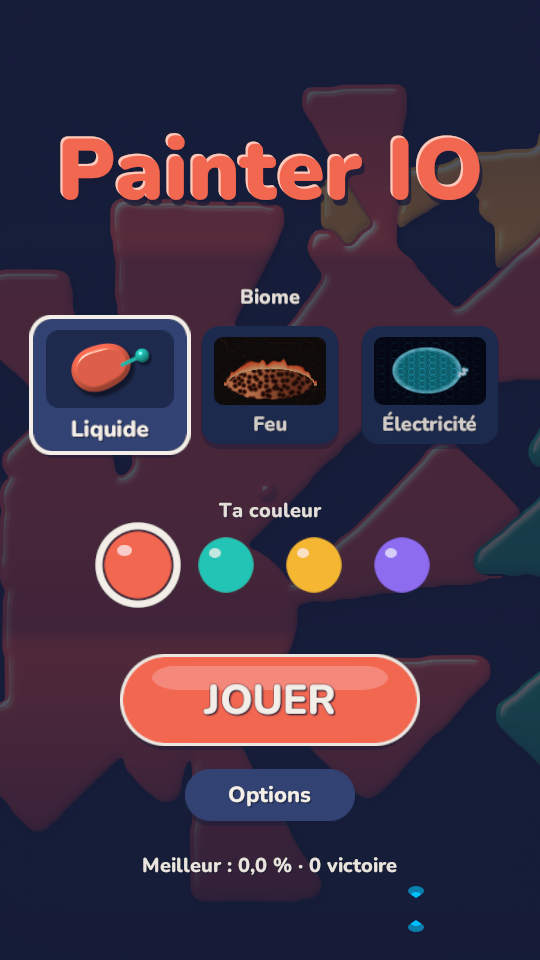 Painter IO
Biome
Liquide
Feu
Électricité
Ta couleur
JOUER
Options
Meilleur : 0,0 % · 0 victoire